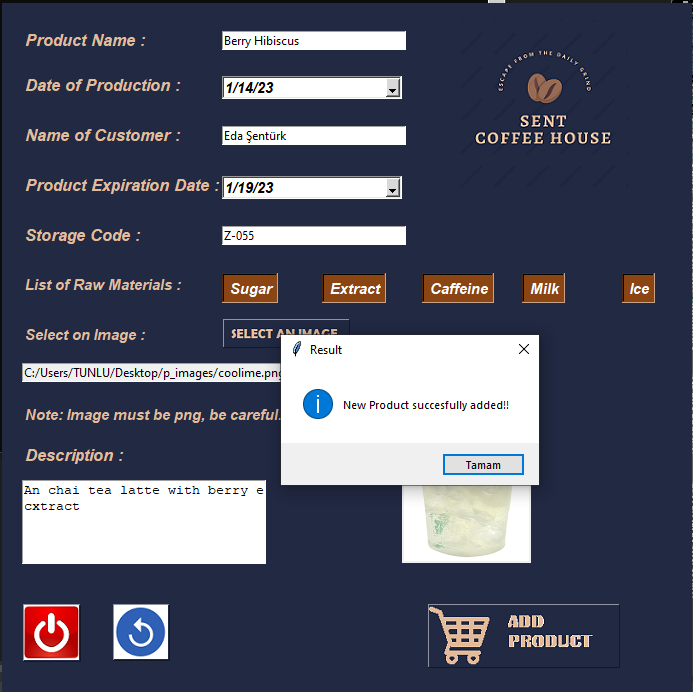 Product Name :
Berry Hibiscus
Date of Production :
1/14/23
ESCAPE FROM THE DAILY GRIND
SENT
COFFEE HOUSE
Name of Customer :
Eda Şentürk
Product Expiration Date :
1/19/23
Storage Code :
Z-055
List of Raw Materials :
Sugar
Extract
Caffeine
Milk
Ice
Select on Image :
SELECT AN IMAGE
C:/Users/TUNLU/Desktop/p_images/coolime.png
Note: Image must be png, be careful.
Result
New Product succesfully added!!
Tamam
Description :
An chai tea latte with berry e
cxtract
ADD
PRODUCT